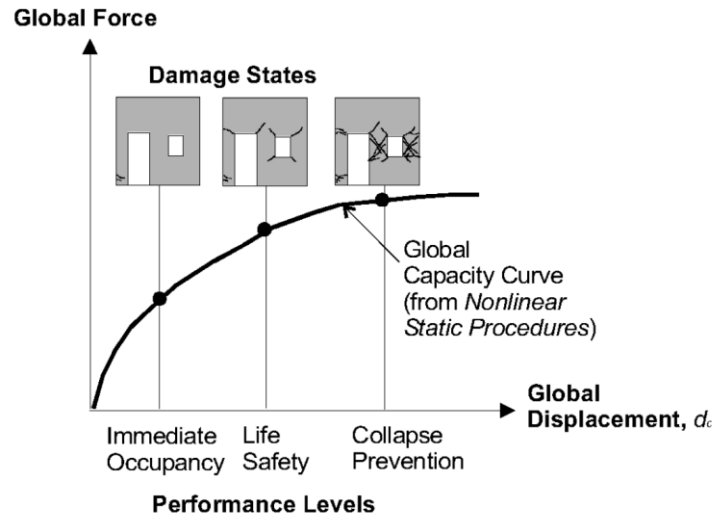 Global Force
Damage States
Global
Capacity Curve
(from Nonlinear
Static Procedures)
Global
Displacement, dc
Immediate
Occupancy
Life
Safety
Collapse
Prevention
Performance Levels